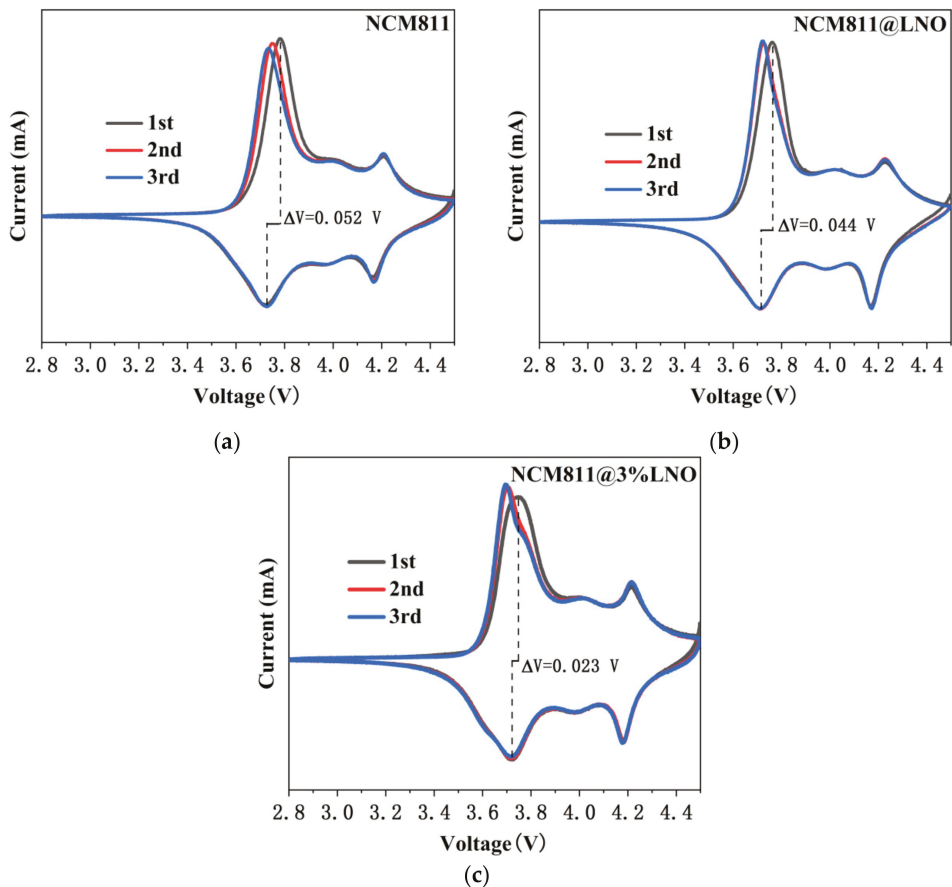 NCM811
1st
2nd
3rd
ΔV=0.052 V
Current (mA)
2.8 3.0 3.2 3.4 3.6 3.8 4.0 4.2 4.4
Voltage(V)
(a)
NCM811@LNO
1st
2nd
3rd
ΔV=0.044 V
Current (mA)
2.8 3.0 3.2 3.4 3.6 3.8 4.0 4.2 4.4
Voltage(V)
(b)
NCM811@3%LNO
1st
2nd
3rd
ΔV=0.023 V
Current (mA)
2.8 3.0 3.2 3.4 3.6 3.8 4.0 4.2 4.4
Voltage(V)
(c)